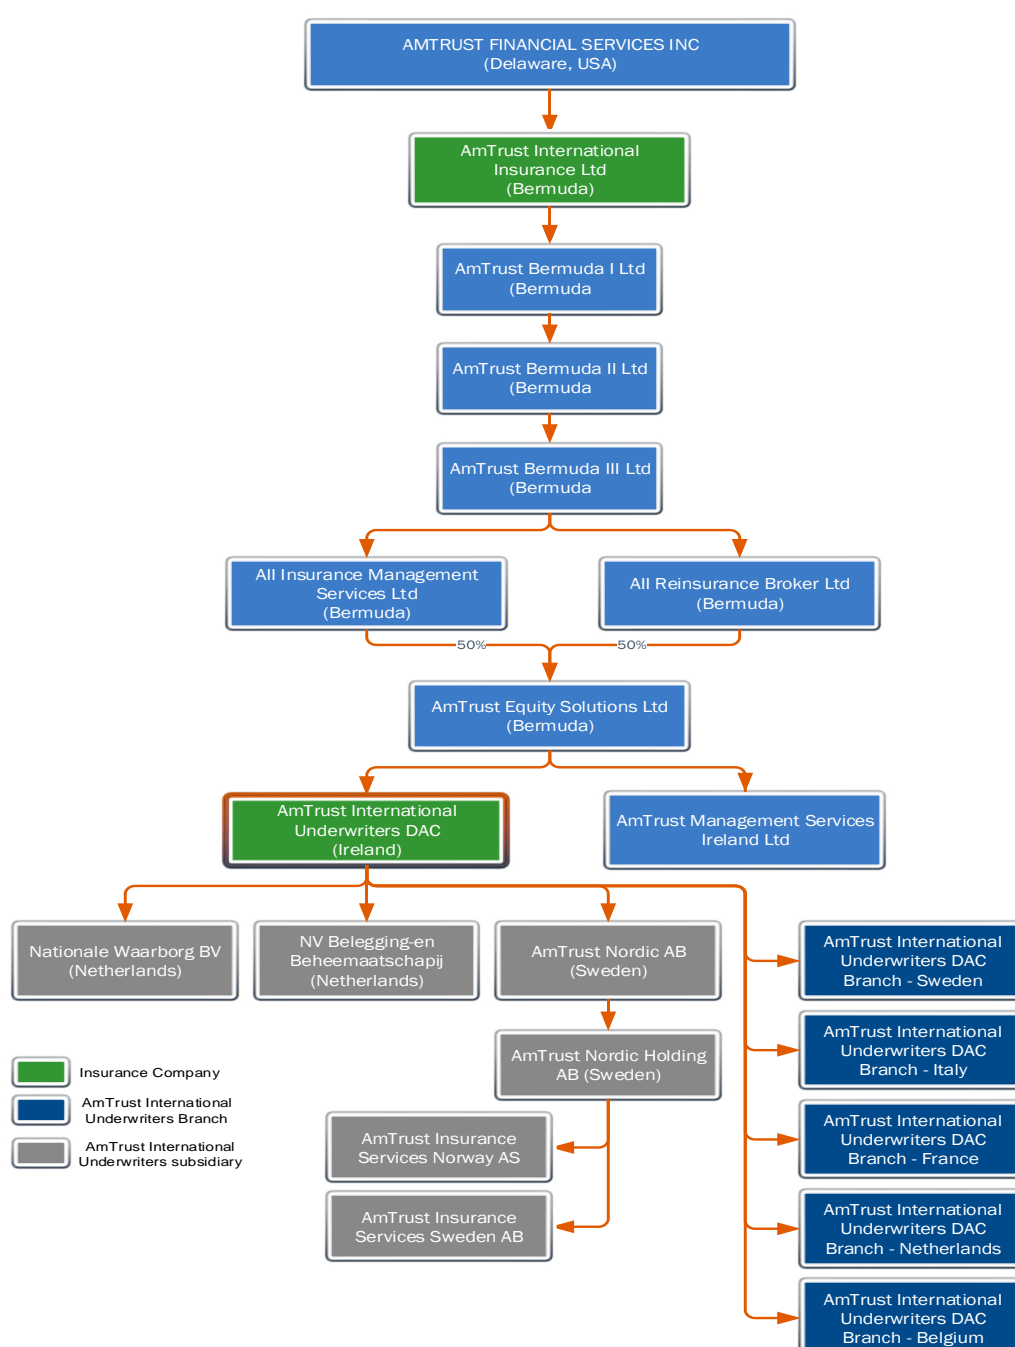 AMTRUST FINANCIAL SERVICES INC
(Delaware, USA)
AmTrust International
Insurance Ltd
(Bermuda)
AmTrust Bermuda I Ltd
(Bermuda
AmTrust Bermuda II Ltd
(Bermuda
AmTrust Bermuda III Ltd
(Bermuda
AII Insurance Management
Services Ltd
(Bermuda)
AII Reinsurance Broker Ltd
(Bermuda)
50%
50%
AmTrust Equity Solutions Ltd
(Bermuda)
AmTrust International
Underwriters DAC
(Ireland)
AmTrust Management Services
Ireland Ltd
Nationale Waarborg BV
(Netherlands)
NV Belegging-en
Beheemaatschapij
(Netherlands)
AmTrust Nordic AB
(Sweden)
AmTrust International
Underwriters DAC
Branch - Sweden
AmTrust Nordic Holding
AB (Sweden)
AmTrust International
Underwriters DAC
Branch - Italy
Insurance Company
AmTrust International
Underwriters Branch
AmTrust International
Underwriters subsidiary
AmTrust Insurance
Services Norway AS
AmTrust International
Underwriters DAC
Branch - France
AmTrust Insurance
Services Sweden AB
AmTrust International
Underwriters DAC
Branch - Netherlands
AmTrust International
Underwriters DAC
Branch - Belgium